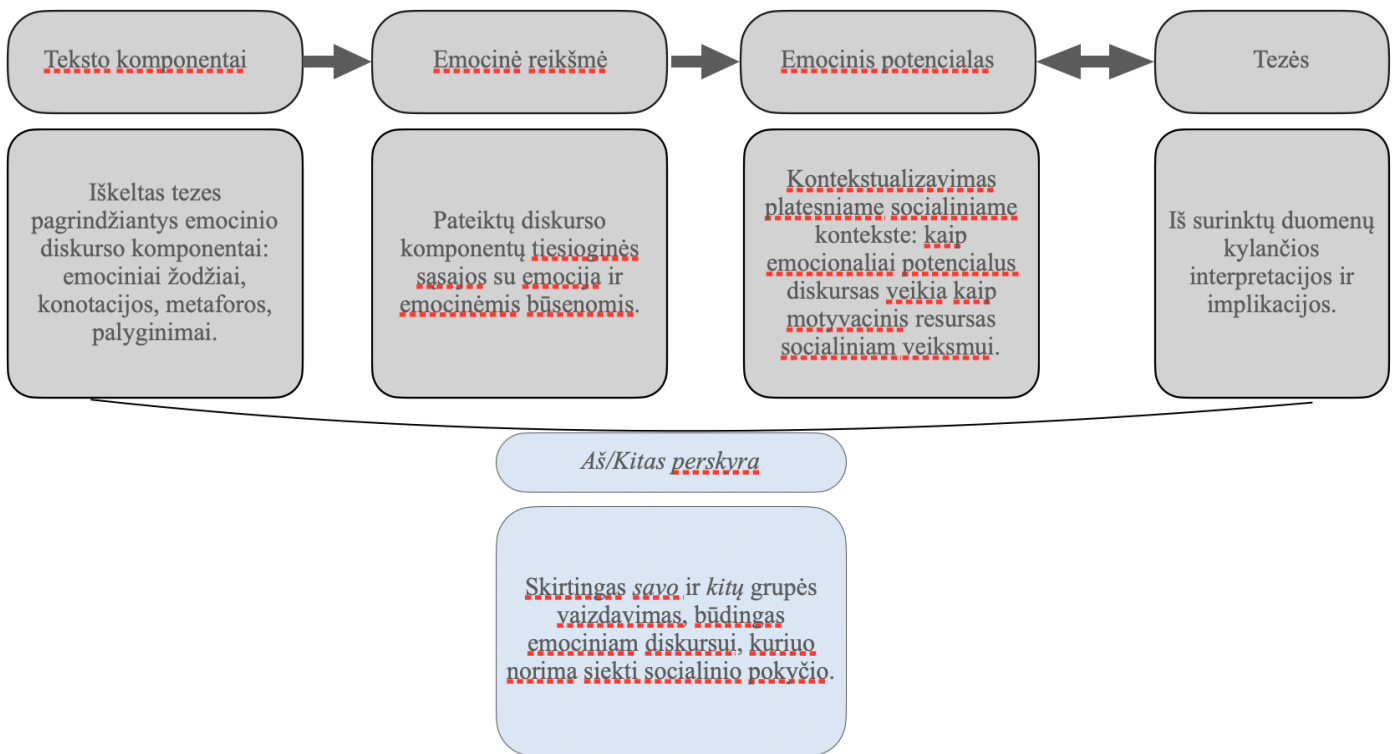 Teksto komponentai
Emocinė reikšmė
Emocinis potencialas
Tezės
Iškeltas tezes
pagrindžiantys emocinio
diskurso komponentai:
emociniai žodžiai,
konotacijos, metaforos,
palyginimai.
Pateiktų diskurso
komponentų tiesioginės
sąsajos su emocija ir
emocinėmis būsenomis.
Kontekstualizavimas
platesniame socialiniame
kontekste: kaip
emocionaliai potencialus
diskursas veikia kaip
motyvacinis resursas
socialiniam veiksmui.
Iš surinktų duomenų
kylančios
interpretacijos ir
implikacijos.
Aš/Kitas perskyra
Skirtingas savo ir kitų grupės
vaizdavimas, būdingas
emociniam diskursui, kuriuo
norima siekti socialinio pokyčio.